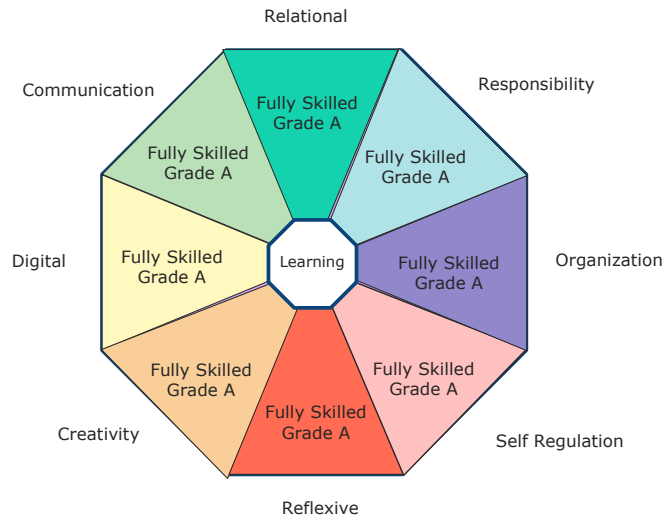 Relational
Communication
Responsibility
Fully Skilled
Grade A
Fully Skilled
Grade A
Fully Skilled
Grade A
Digital
Fully Skilled
Grade A
Learning
Fully Skilled
Grade A
Organization
Fully Skilled
Grade A
Fully Skilled
Grade A
Fully Skilled
Grade A
Creativity
Self Regulation
Reflexive